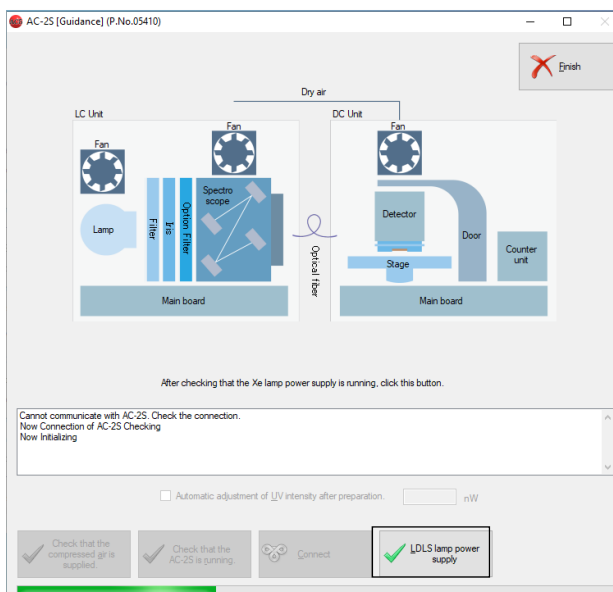 AC-2S [Guidance] (P.No.05410)
Finish
Dry air
LC Unit
DC Unit
Fan
Fan
Fan
Lamp
Filter
Iris
Option Filter
Spectro
scope
Optical fiber
Detector
Stage
Door
Counter
unit
Main board
Main board
After checking that the Xe lamp power supply is running, click this button.
Cannot communicate with AC-2S. Check the connection.
Now Connection of AC-2S Checking
Now Initializing
Automatic adjustment of UV intensity after preparation.
nW
Check that the
compressed air is
supplied.
Check that the
AC-2S is running.
Connect
LDLS lamp power
supply